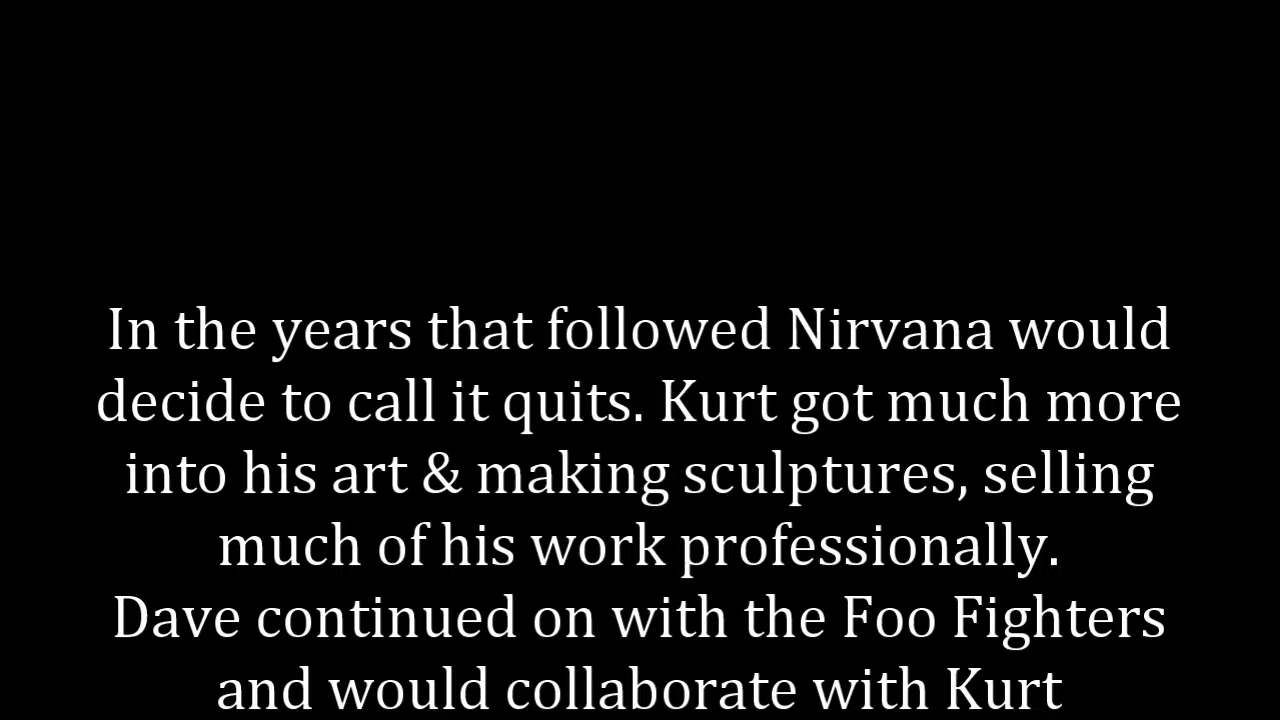 In the years that followed Nirvana would
decide to call it quits. Kurt got much more
into his art & making sculptures, selling
much of his work professionally.
Dave continued on with the Foo Fighters
and would collaborate with Kurt